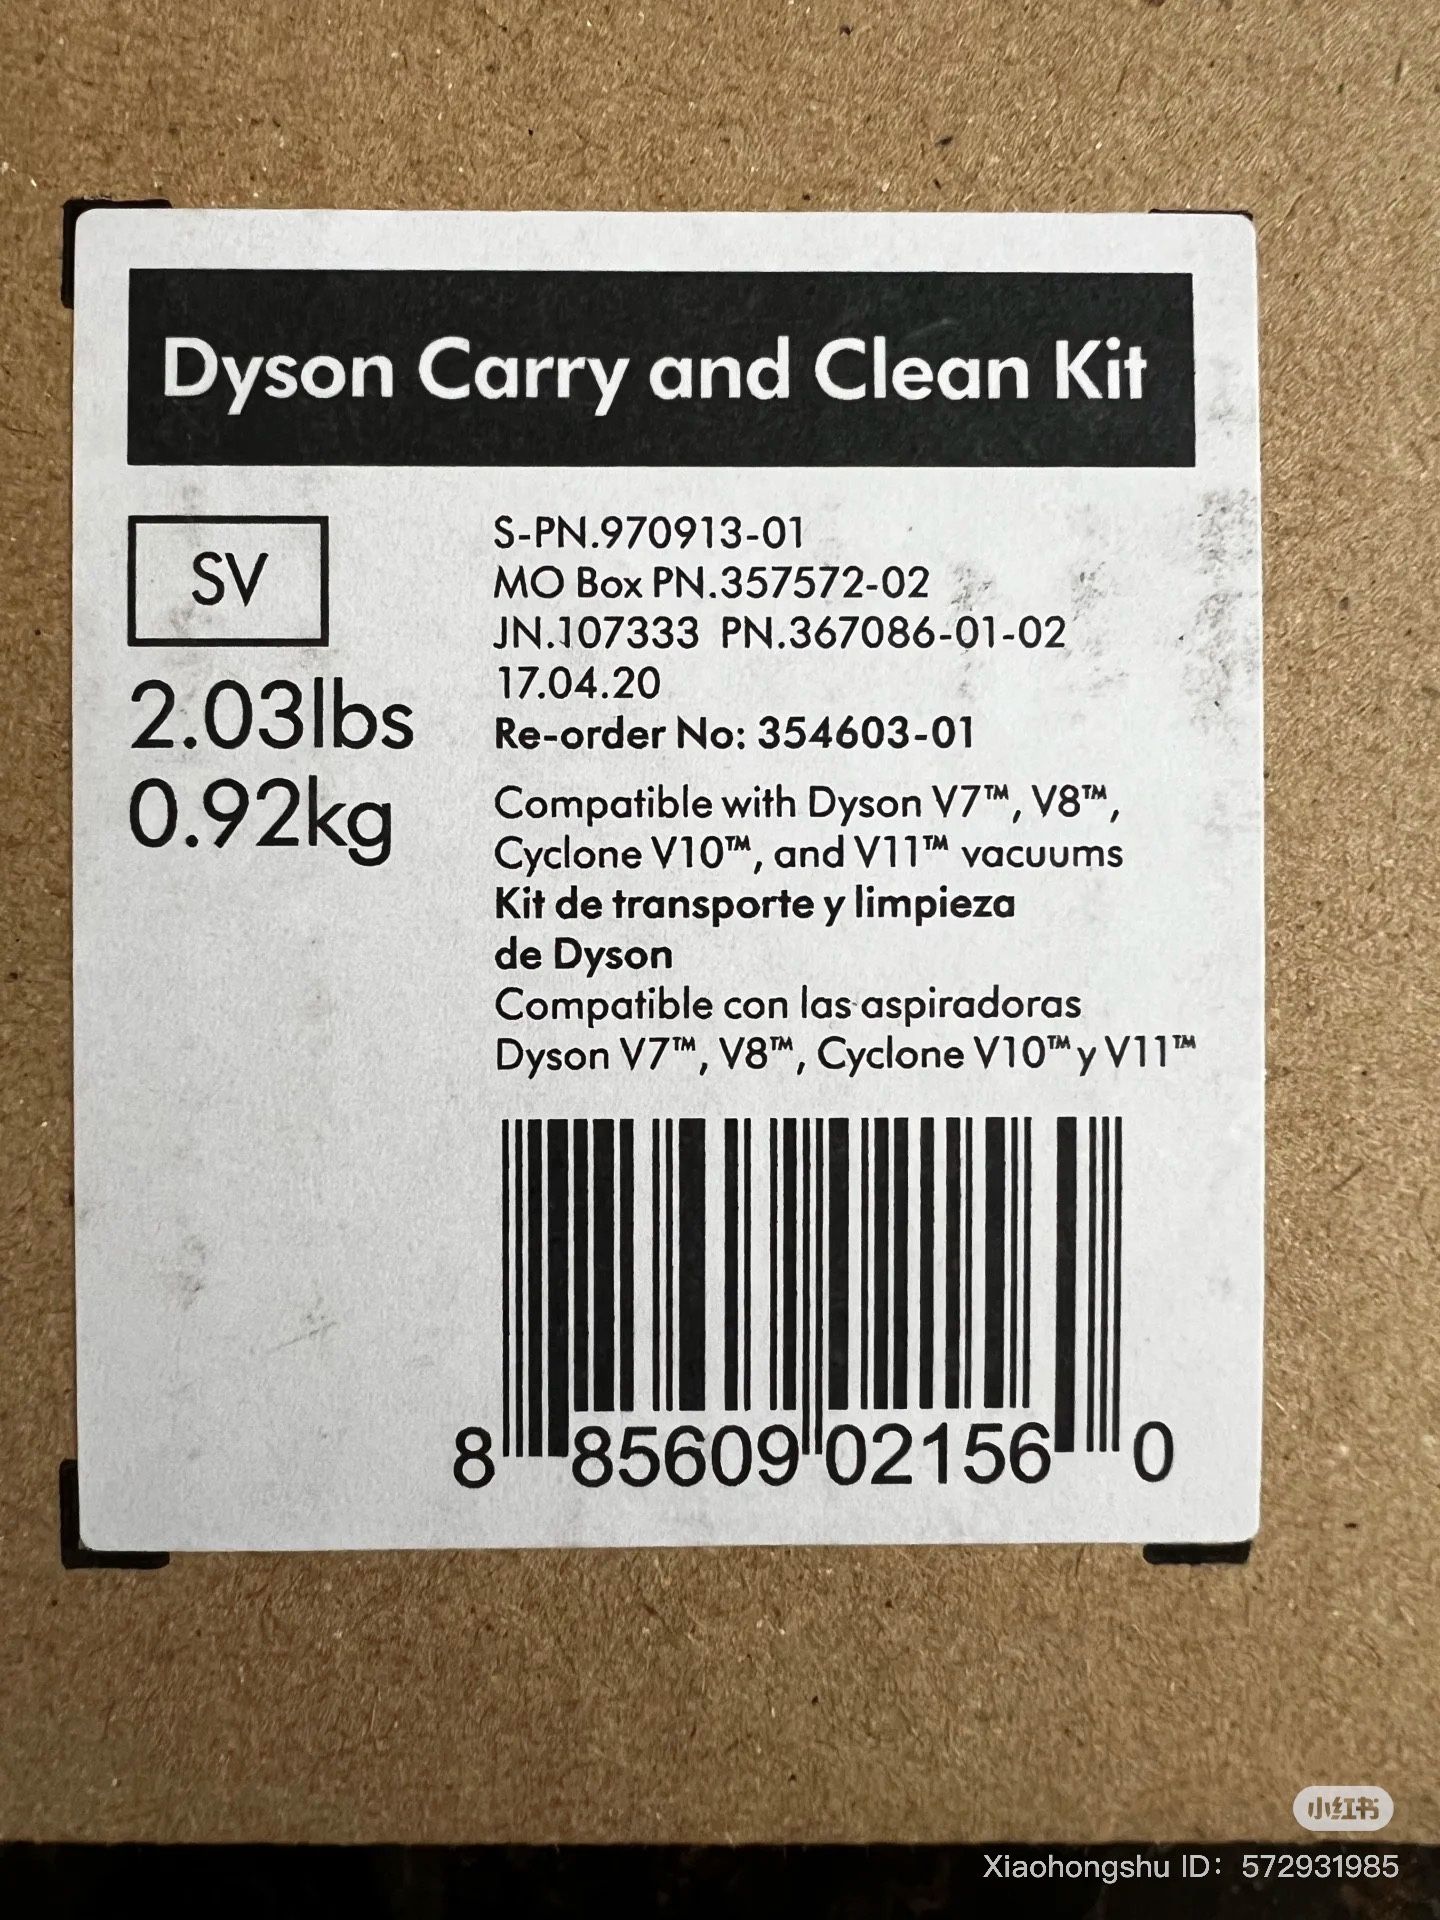 Dyson Carry and Clean Kit
SV
2.03lbs
0.92kg
S-PN.970913-01
MO Box PN.357572-02
JN.107333 PN.367086-01-02
17.04.20
Re-order No: 354603-01
Compatible with Dyson V7™, V8™,
Cyclone V10™, and V11™ vacuums
Kit de transporte y limpieza
de Dyson
Compatible con las aspiradoras
Dyson V7™, V8™, Cyclone V10™ y V11™
8 85609 02156 0
小红书
Xiaohongshu ID: 572931985